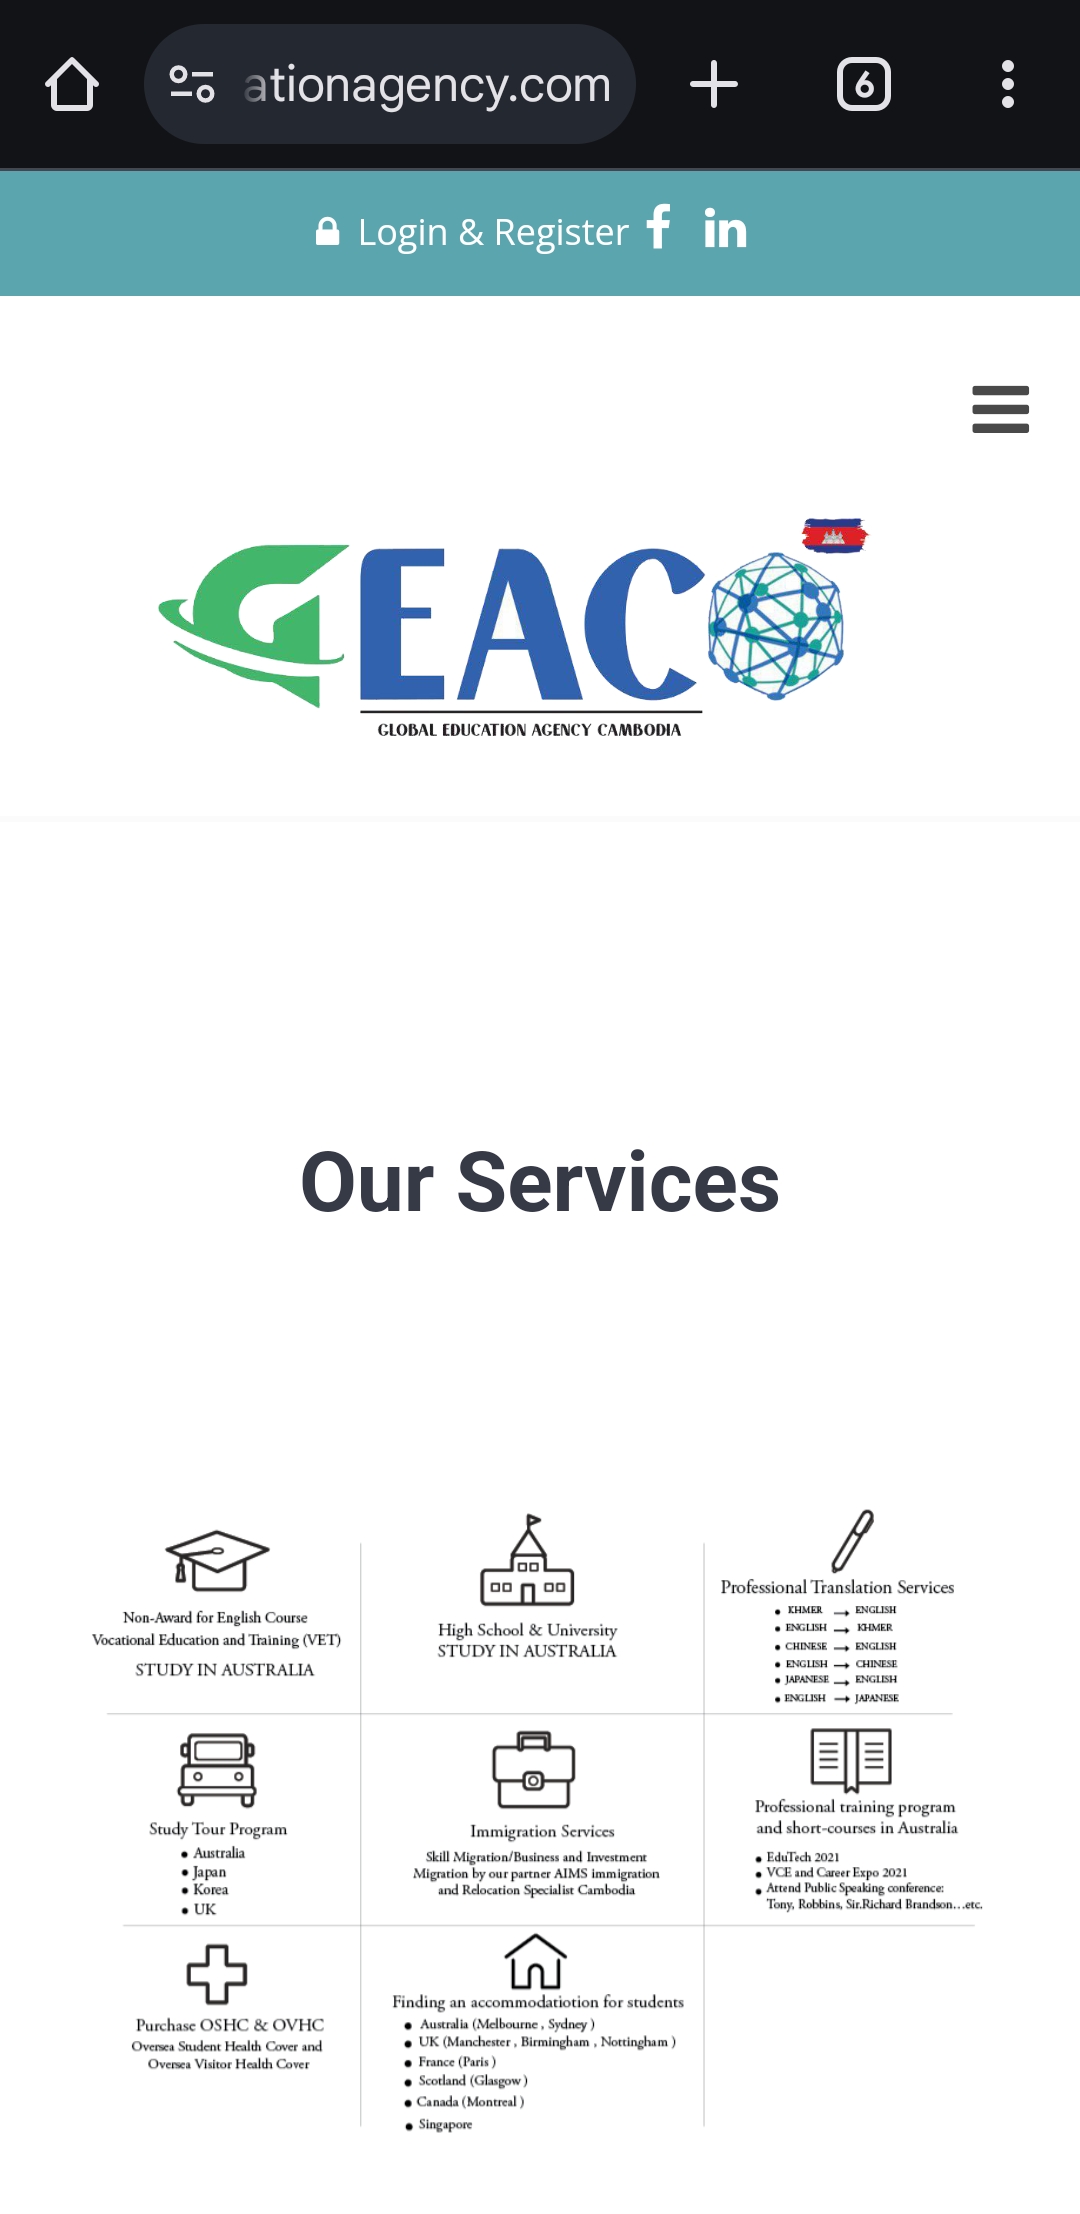 ationagency.com
6
Login & Register f in
GEAC
GLOBAL EDUCATION AGENCY CAMBODIA
Our Services
Non-Award for English Course
Vocational Education and Training (VET)
STUDY IN AUSTRALIA
High School & University
STUDY IN AUSTRALIA
Professional Translation Services
• KHMER → ENGLISH
• ENGLISH → KHMER
• CHINESE → ENGLISH
• ENGLISH → CHINESE
• JAPANESE → ENGLISH
• ENGLISH → JAPANESE
Study Tour Program
• Australia
• Japan
• Korea
• UK
Immigration Services
Skill Migration/Business and Investment
Migration by our partner AIMS immigration
and Relocation Specialist Cambodia
Professional training program
and short-courses in Australia
• EduTech 2021
• VCE and Career Expo 2021
• Attend Public Speaking conference:
Tony, Robbins, Sir.Richard Brandson...etc.
Purchase OSHC & OVHC
Oversea Student Health Cover and
Oversea Visitor Health Cover
Finding an accommodatiotion for students
• Australia (Melbourne , Sydney )
• UK (Manchester , Birmingham , Nottingham )
• France (Paris )
• Scotland (Glasgow )
• Canada (Montreal )
• Singapore